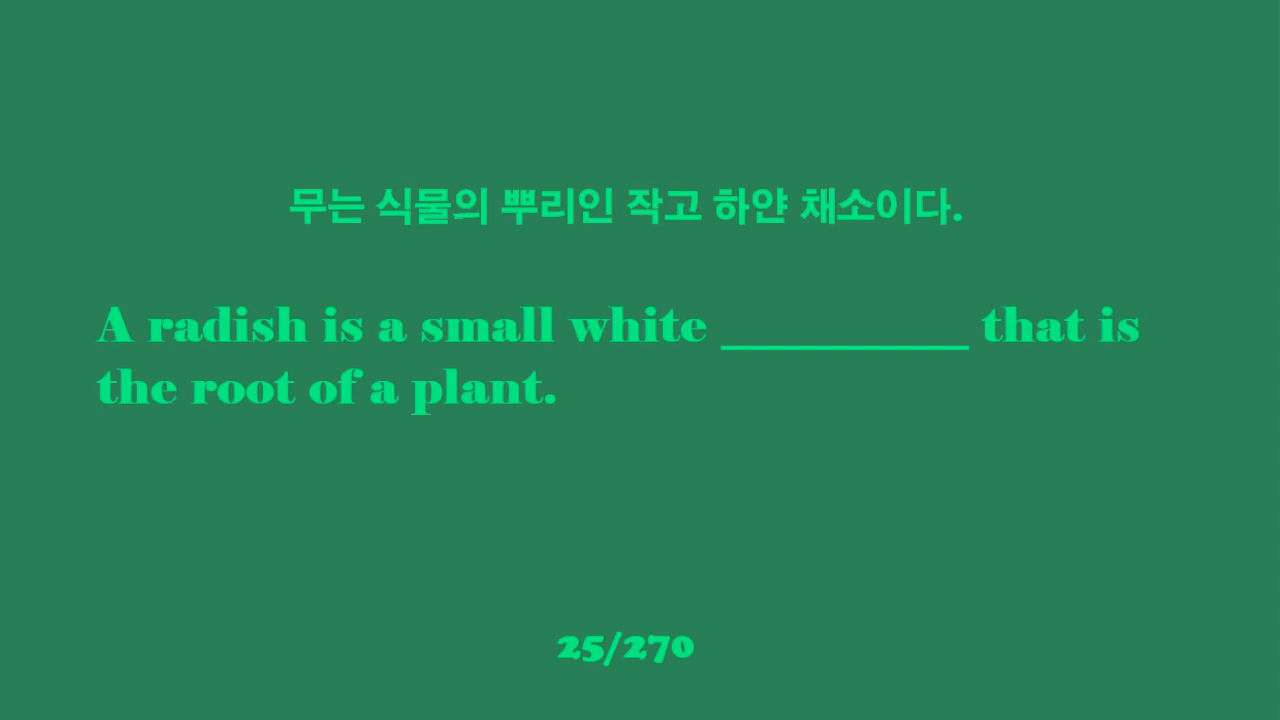 무는 식물의 뿌리인 작고 하얀 채소이다.
A radish is a small white __________ that is
the root of a plant.
25/270